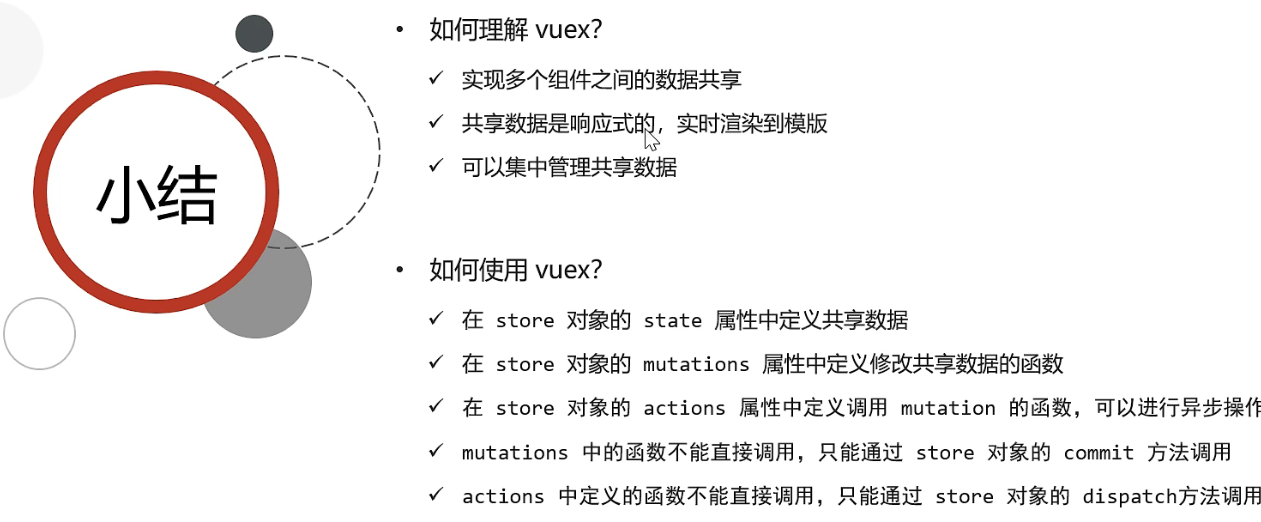 小结
如何理解 vuex？
实现多个组件之间的数据共享
共享数据是响应式的，实时渲染到模版
可以集中管理共享数据
如何使用 vuex？
在 store 对象的 state 属性中定义共享数据
在 store 对象的 mutations 属性中定义修改共享数据的函数
在 store 对象的 actions 属性中定义调用 mutation 的函数，可以进行异步操作
mutations 中的函数不能直接调用，只能通过 store 对象的 commit 方法调用
actions 中定义的函数不能直接调用，只能通过 store 对象的 dispatch方法调用